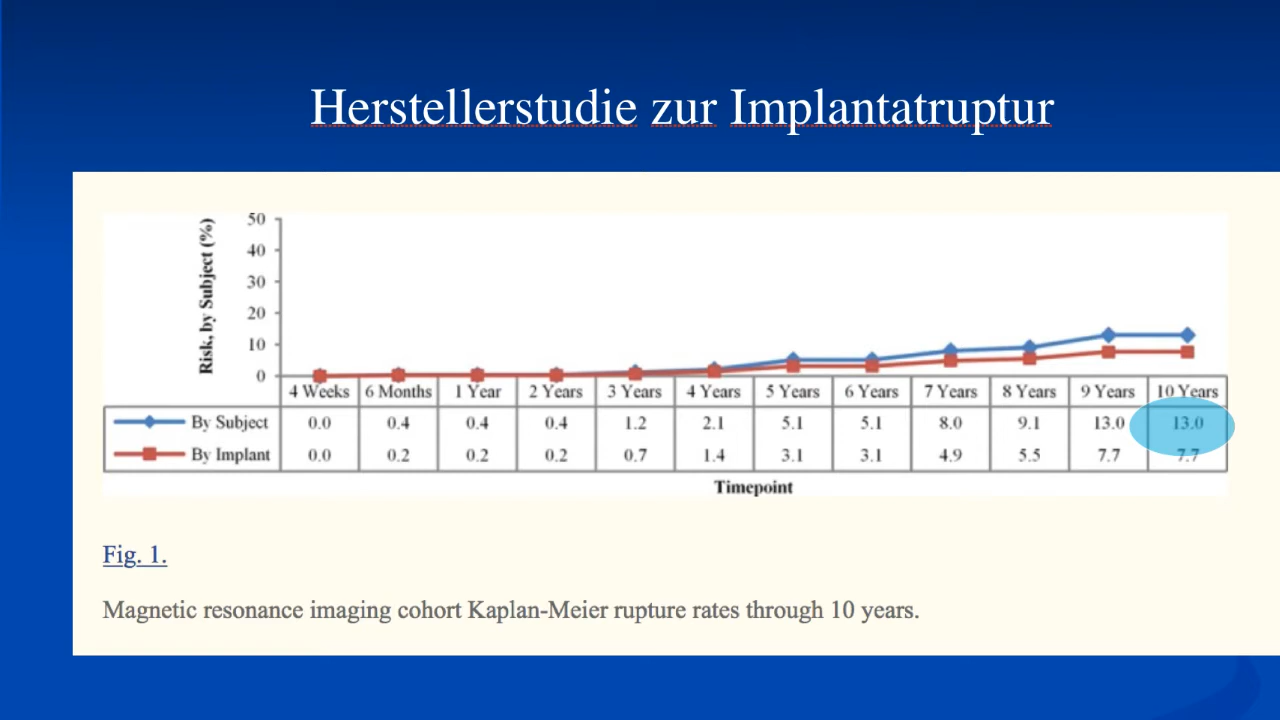 Herstellerstudie zur Implantatruptur
Risk, by Subject (%)
50
40
30
20
10
0
4 Weeks 6 Months 1 Year 2 Years 3 Years 4 Years 5 Years 6 Years 7 Years 8 Years 9 Years 10 Years
By Subject 0.0 0.4 0.4 0.4 1.2 2.1 5.1 5.1 8.0 9.1 13.0 13.0
By Implant 0.0 0.2 0.2 0.2 0.7 1.4 3.1 3.1 4.9 5.5 7.7 7.7
Timepoint
Fig. 1.
Magnetic resonance imaging cohort Kaplan-Meier rupture rates through 10 years.